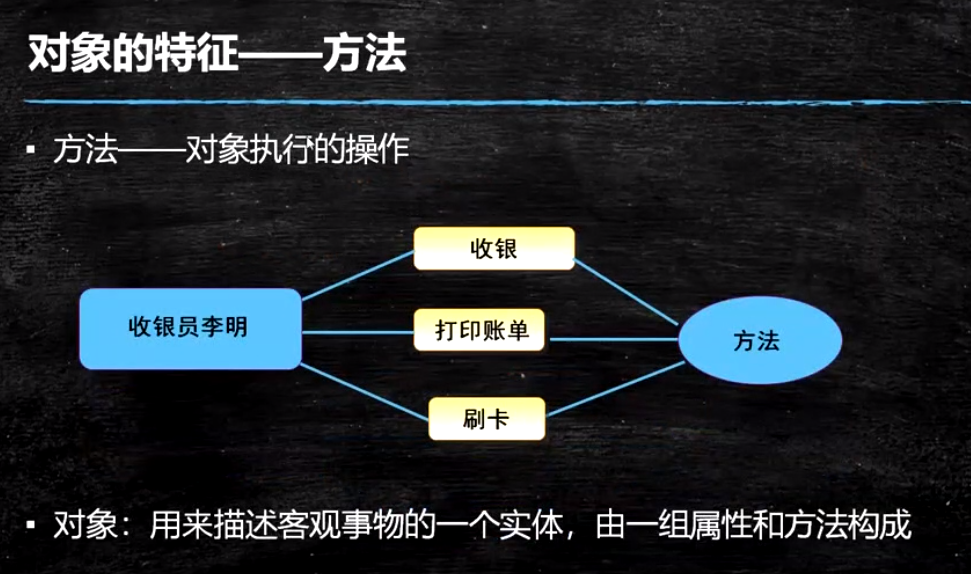 对象的特征——方法
▪ 方法——对象执行的操作
收银
收银员李明
打印账单
方法
刷卡
▪ 对象：用来描述客观事物的一个实体，由一组属性和方法构成